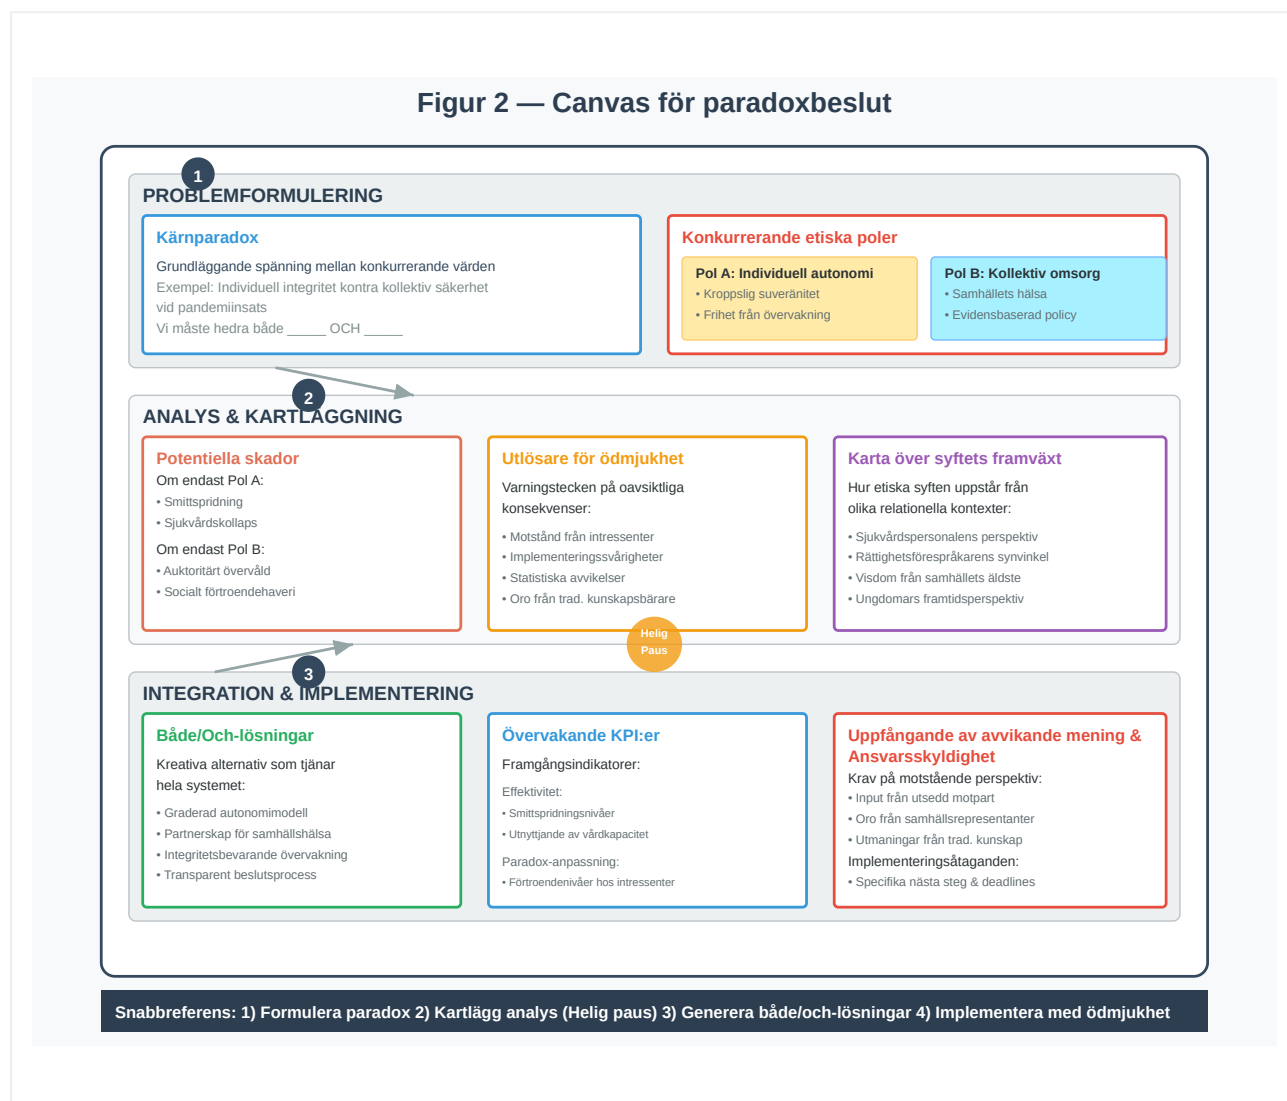 Figur 2 — Canvas för paradoxbeslut
1
PROBLEMFORMULERING
Kärnparadox
Grundläggande spänning mellan konkurrerande värden
Exempel: Individuell integritet kontra kollektiv säkerhet
vid pandemiinsats
Vi måste hedra både _____ OCH _____
Konkurrerande etiska poler
Pol A: Individuell autonomi
• Kroppslig suveränitet
• Frihet från övervakning
Pol B: Kollektiv omsorg
• Samhällets hälsa
• Evidensbaserad policy
2
ANALYS & KARTLÄGGNING
Potentiella skador
Om endast Pol A:
• Smittspridning
• Sjukvårdskollaps
Om endast Pol B:
• Auktoritärt övervåld
• Socialt förtroendehaveri
Utlösare för ödmjukhet
Varningstecken på oavsiktliga
konsekvenser:
• Motstånd från intressenter
• Implementeringssvårigheter
• Statistiska avvikelser
• Oro från trad. kunskapsbärare
Karta över syftets framväxt
Hur etiska syften uppstår från
olika relationella kontexter:
• Sjukvårdspersonalens perspektiv
• Rättighetsförespråkarens synvinkel
• Visdom från samhällets äldste
• Ungdomars framtidsperspektiv
Helig
Paus
3
INTEGRATION & IMPLEMENTERING
Både/Och-lösningar
Kreativa alternativ som tjänar
hela systemet:
• Graderad autonomimodell
• Partnerskap för samhällshälsa
• Integritetsbevarande övervakning
• Transparent beslutsprocess
Övervakande KPI:er
Framgångsindikatorer:
Effektivitet:
• Smittspridningsnivåer
• Utnyttjande av vårdkapacitet
Paradox-anpassning:
• Förtroendenivåer hos intressenter
Uppfångande av avvikande mening &
Ansvarsskyldighet
Krav på motstående perspektiv:
• Input från utsedd motpart
• Oro från samhällsrepresentanter
• Utmaningar från trad. kunskap
Implementeringsåtaganden:
• Specifika nästa steg & deadlines
Snabbreferens: 1) Formulera paradox 2) Kartlägg analys (Helig paus) 3) Generera både/och-lösningar 4) Implementera med ödmjukhet